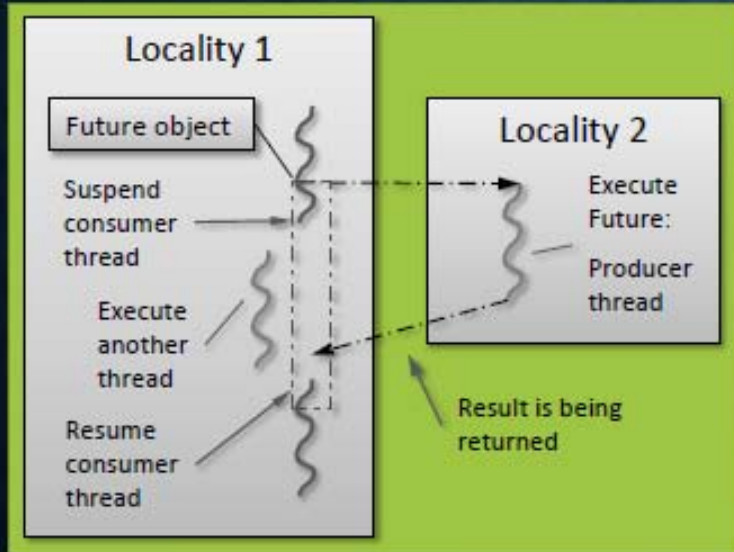 Locality 1
Future object
Suspend
consumer
thread
Execute
another
thread
Resume
consumer
thread
Locality 2
Execute
Future:
Producer
thread
Result is being
returned